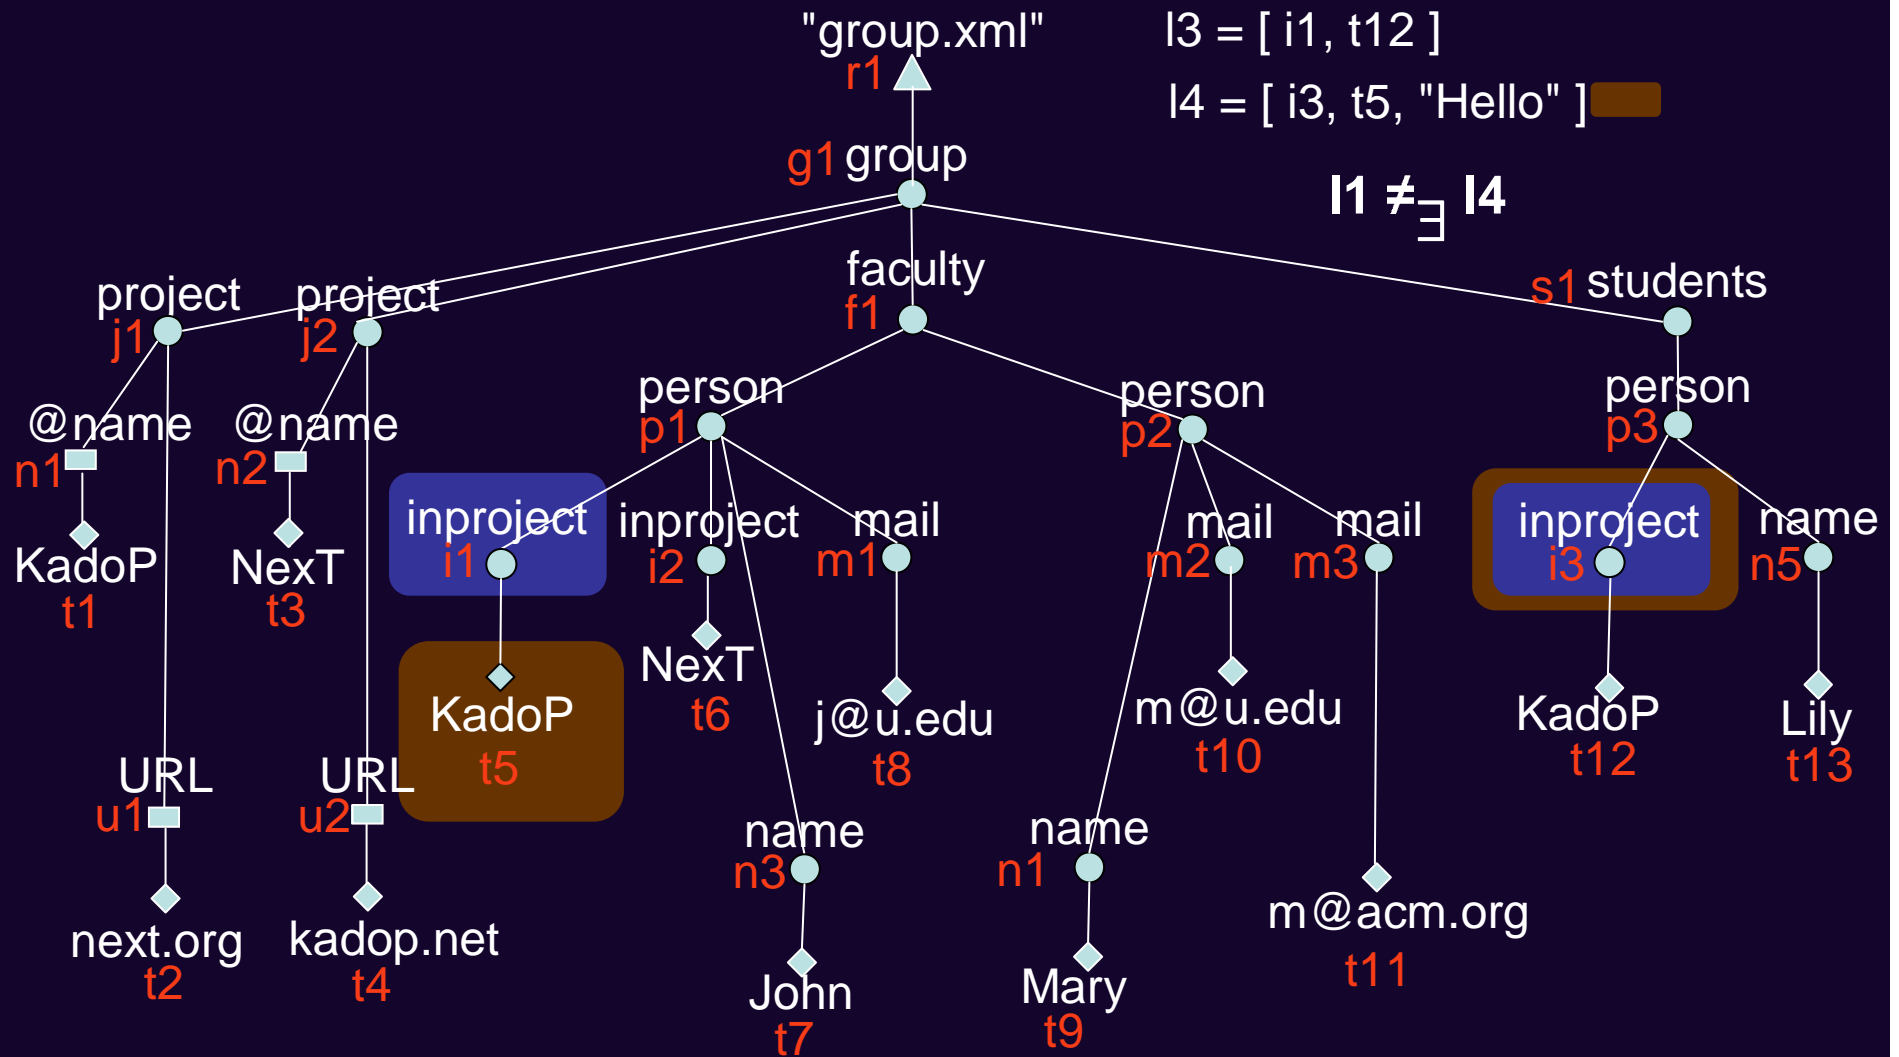 "group.xml"
r1
l3 = [ i1, t12 ]
l4 = [ i3, t5, "Hello" ]
g1 group
l1 ≠∃ l4
project
j1
project
j2
faculty
f1
s1 students
@name
n1
@name
n2
person
p1
person
p2
person
p3
KadoP
t1
NexT
t3
inproject
i1
inproject
i2
mail
m1
mail
m2
mail
m3
inproject
i3
name
n5
KadoP
t5
NexT
t6
j@u.edu
t8
m@u.edu
t10
KadoP
t12
Lily
t13
URL
u1
URL
u2
name
n3
name
n1
next.org
t2
kadop.net
t4
John
t7
Mary
t9
m@acm.org
t11